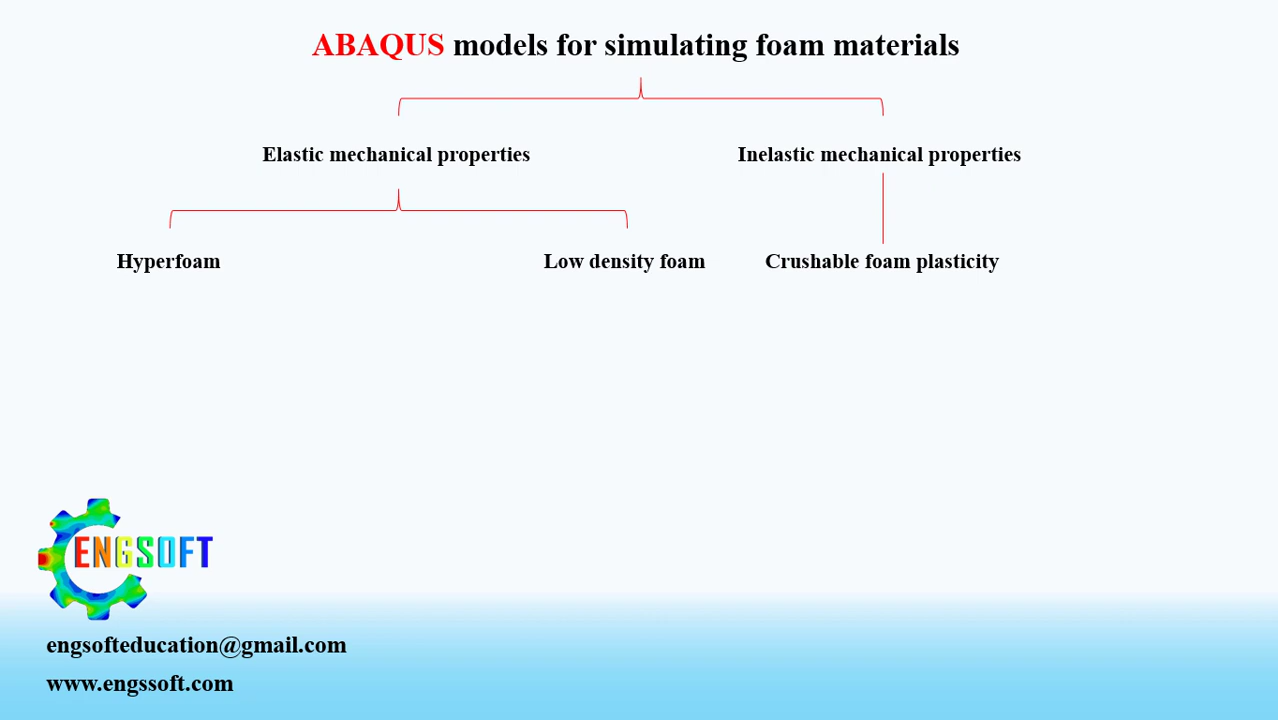 ABAQUS models for simulating foam materials
Elastic mechanical properties
Inelastic mechanical properties
Hyperfoam
Low density foam
Crushable foam plasticity
ENGSOFT
engsofteducation@gmail.com
www.engssoft.com